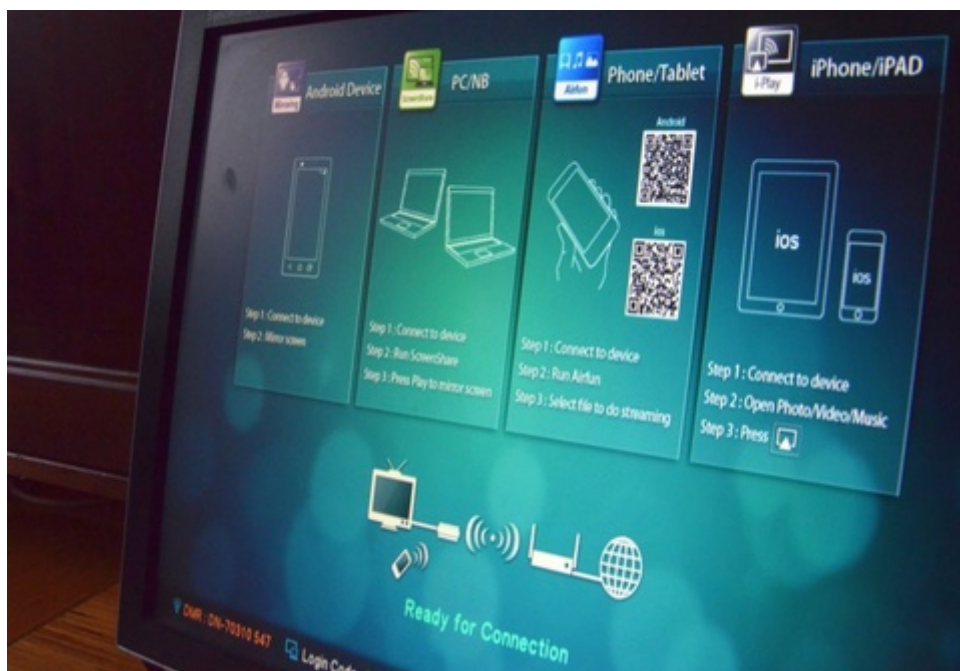 Mirroring
Android Device
Step 1 : Connect to device
Step 2 : Mirror screen
ScreenShare
PC/NB
Step 1 : Connect to device
Step 2 : Run ScreenShare
Step 3 : Press Play to mirror screen
Airfun
Phone/Tablet
Android
ios
Step 1 : Connect to device
Step 2 : Run Airfun
Step 3 : Select file to do streaming
i-Play
iPhone/iPAD
ios
ios
Step 1 : Connect to device
Step 2 : Open Photo/Video/Music
Step 3 : Press
Ready for Connection
DMR : DN-70310 547
Login Code